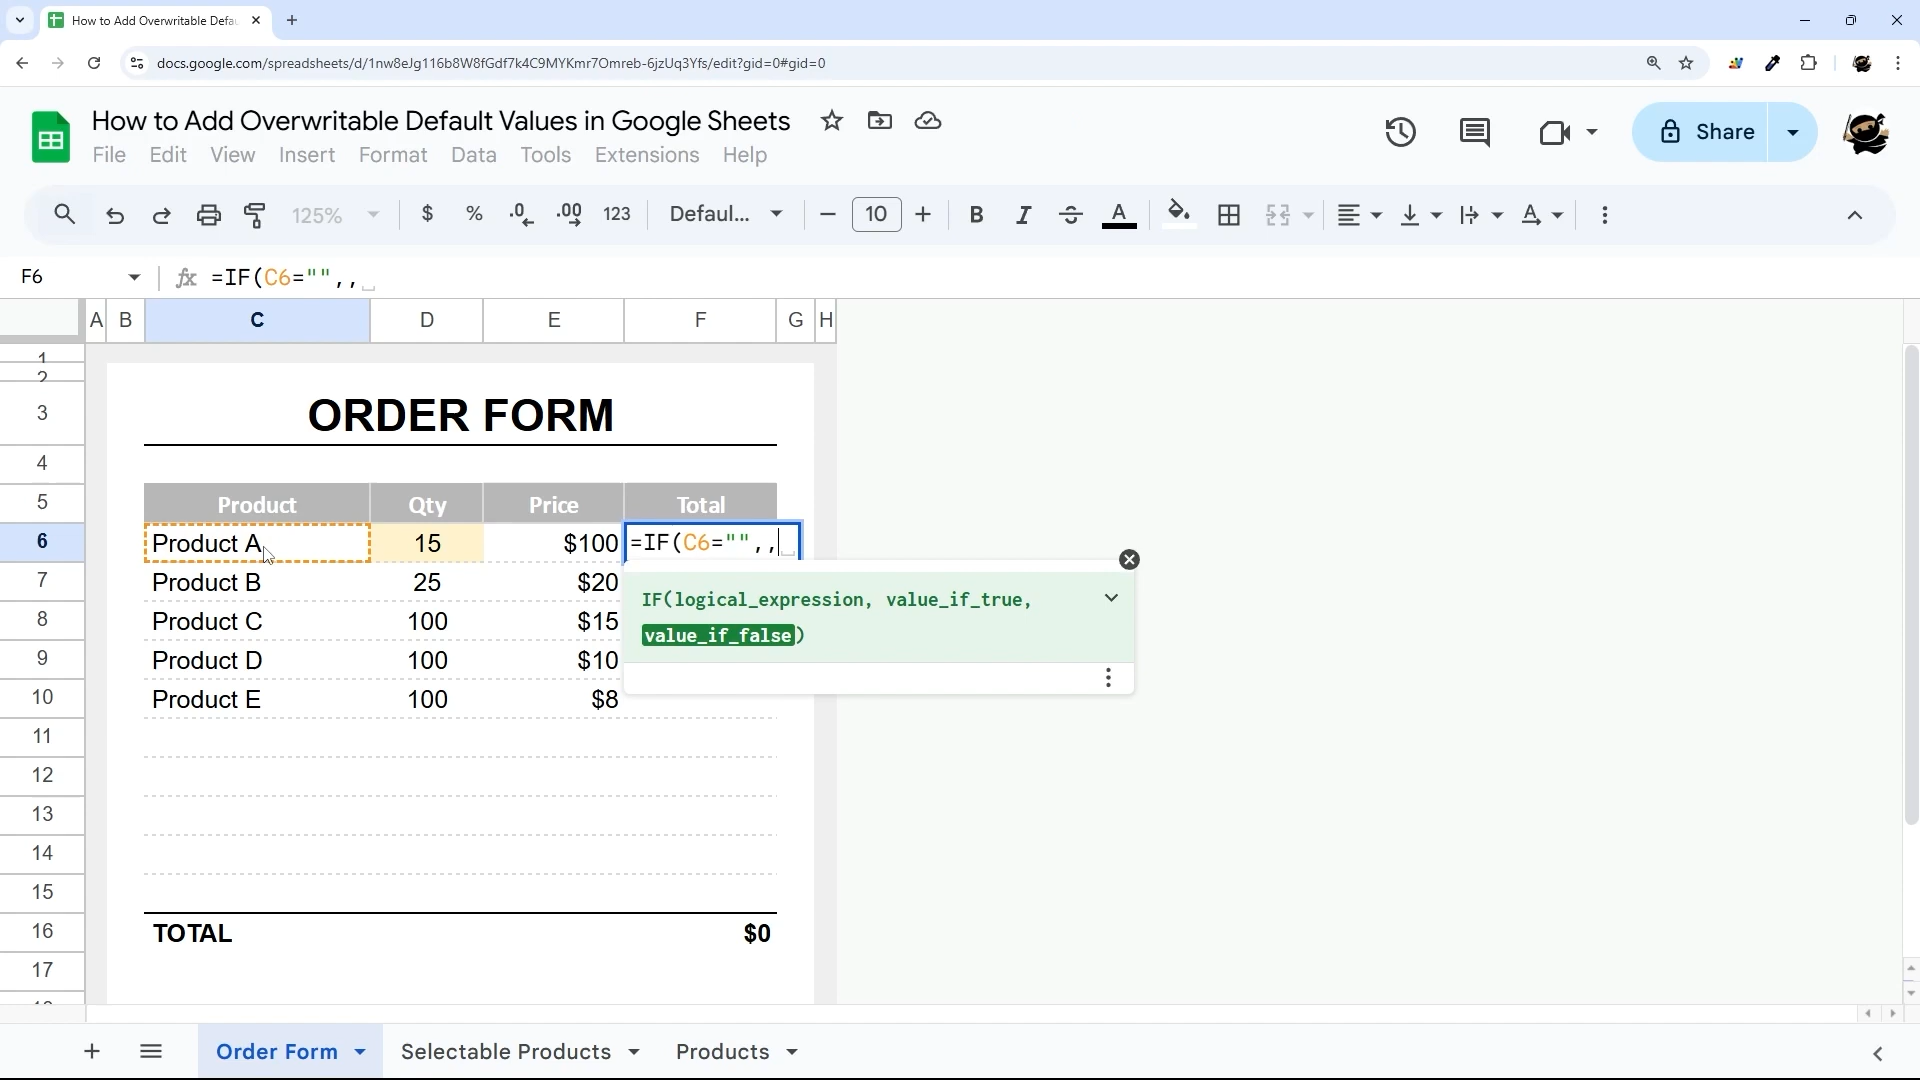 How to Add Overwritable Defau
docs.google.com/spreadsheets/d/1nw8eJg116b8W8fGdf7k4C9MYKmr7Omreb-6jzUq3Yfs/edit?gid=0#gid=0
How to Add Overwritable Default Values in Google Sheets
File Edit View Insert Format Data Tools Extensions Help
Share
125% $ % .0 .00 123 Defaul... 10 B I S A
F6 fx =IF(C6="",,
A B C D E F G H
1
2
3 ORDER FORM
4
5 Product Qty Price Total
6 Product A 15 $100 =IF(C6="",,
7 Product B 25 $20
IF(logical_expression, value_if_true,
8 Product C 100 $15
value_if_false)
9 Product D 100 $10
10 Product E 100 $8
11
12
13
14
15
16 TOTAL $0
17
Order Form Selectable Products Products